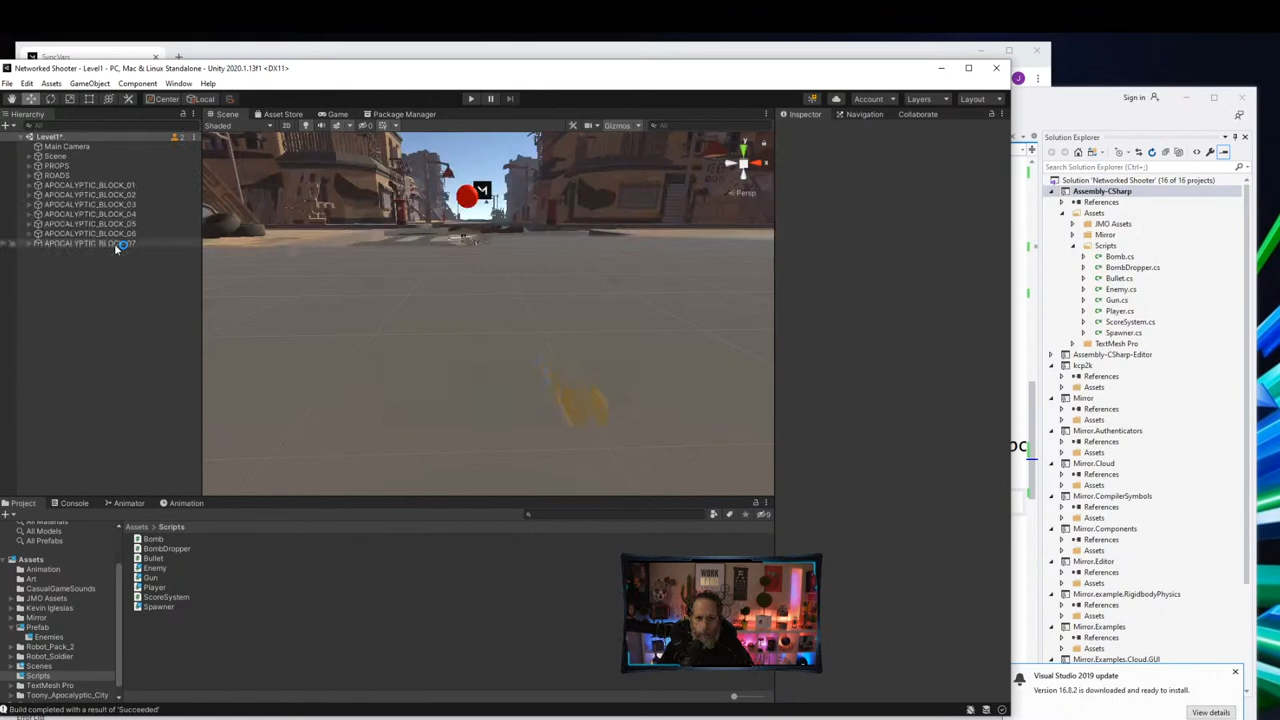 SyncVars
Networked Shooter - Level1 - PC, Mac & Linux Standalone - Unity 2020.1.13f1 <DX11>
File Edit Assets GameObject Component Window Help
Center Local
Account Layers Layout
Hierarchy
Scene Asset Store Game Package Manager
Inspector Navigation Collaborate
All
Shaded 2D 0 Gizmos All
Level1* 2
Main Camera
Scene
PROPS
ROADS
APOCALYPTIC_BLOCK_01
APOCALYPTIC_BLOCK_02
APOCALYPTIC_BLOCK_03
APOCALYPTIC_BLOCK_04
APOCALYPTIC_BLOCK_05
APOCALYPTIC_BLOCK_06
APOCALYPTIC_BLOCK_07
y
x
Persp
Project Console Animator Animation
All Materials
All Models
All Prefabs
Assets
Animation
Art
CasualGameSounds
JMO Assets
Kevin Iglesias
Mirror
Prefab
Enemies
Robot_Pack_2
Robot_Soldier
Scenes
Scripts
TextMesh Pro
Toony_Apocalyptic_City
Assets Scripts
Bomb
BombDropper
Bullet
Enemy
Gun
Player
ScoreSystem
Spawner
Build completed with a result of 'Succeeded'
WORK HARD
J
Sign in
Solution Explorer
Search Solution Explorer (Ctrl+;)
Solution 'Networked Shooter' (16 of 16 projects)
Assembly-CSharp
References
Assets
JMO Assets
Mirror
Scripts
Bomb.cs
BombDropper.cs
Bullet.cs
Enemy.cs
Gun.cs
Player.cs
ScoreSystem.cs
Spawner.cs
TextMesh Pro
Assembly-CSharp-Editor
kcp2k
References
Assets
Mirror
References
Assets
Mirror.Authenticators
References
Assets
Mirror.Cloud
References
Assets
Mirror.CompilerSymbols
References
Assets
Mirror.Components
References
Assets
Mirror.Editor
References
Assets
Mirror.example.RigidbodyPhysics
References
Assets
Mirror.Examples
References
Assets
Mirror.Examples.Cloud.GUI
Visual Studio 2019 update
Version 16.8.2 is downloaded and ready to install.
View details